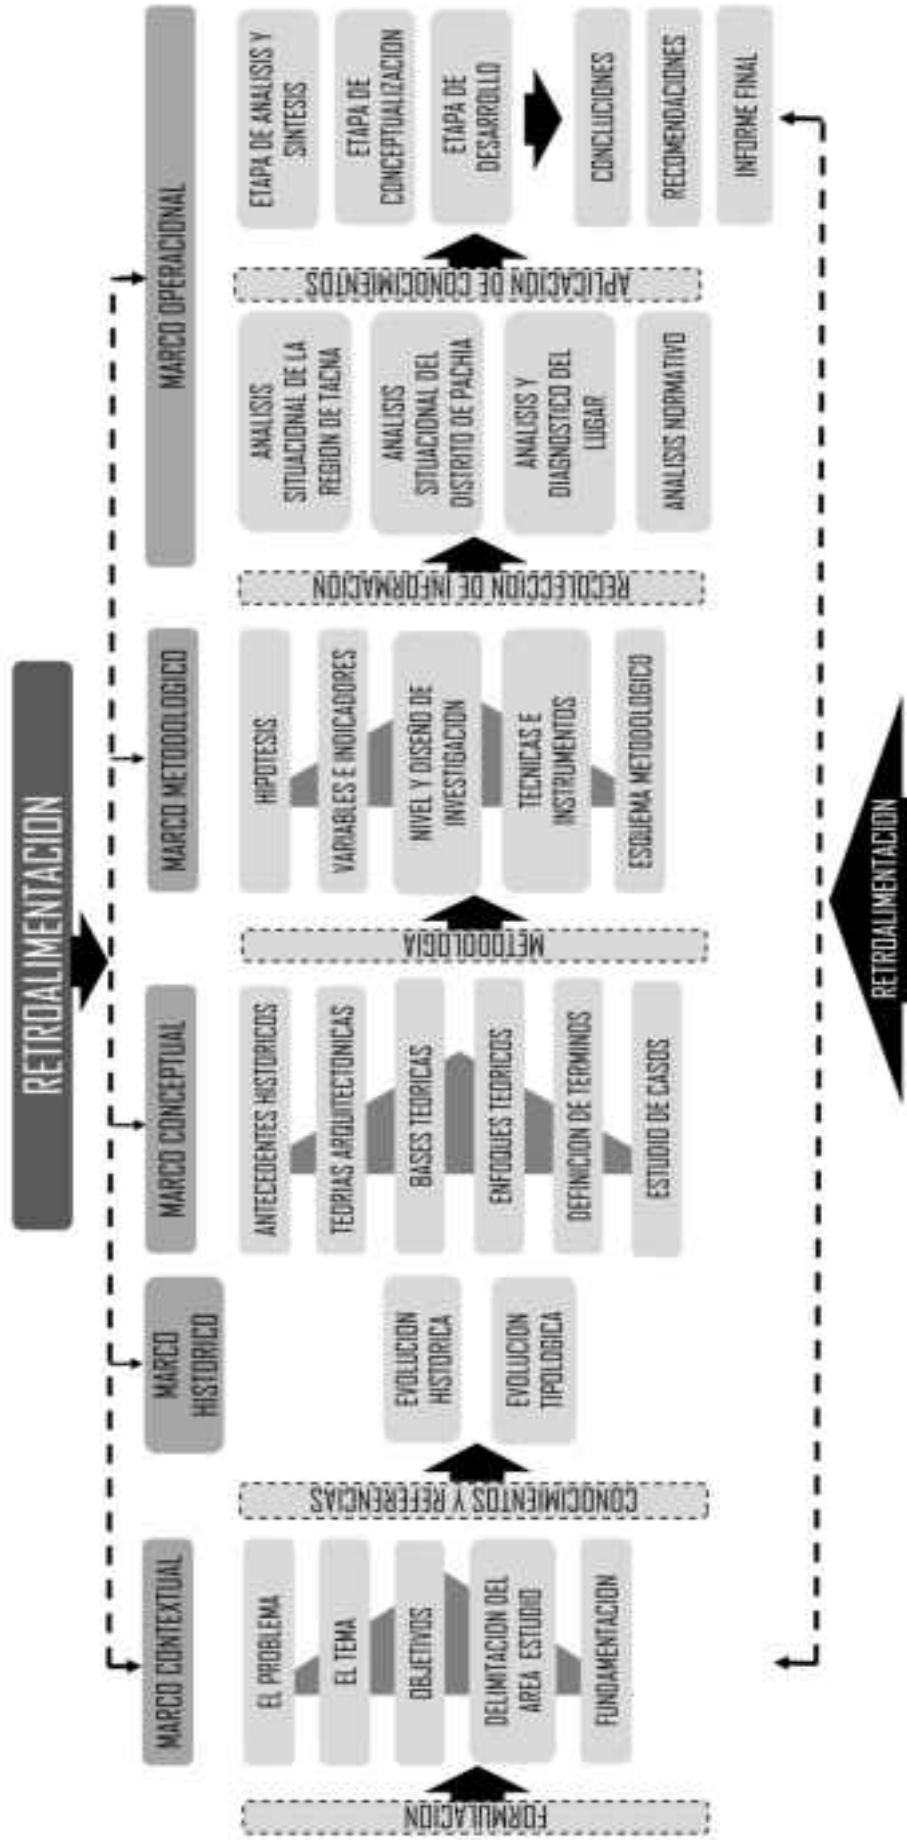 RETROALIMENTACION
MARCO CONTEXTUAL
MARCO
HISTORICO
MARCO CONCEPTUAL
MARCO METODOLOGICO
MARCO OPERACIONAL
FORMULACION
EL PROBLEMA
EL TEMA
OBJETIVOS
DELIMITACION DEL
AREA ESTUDIO
FUNDAMENTACION
CONOCIMIENTOS Y REFERENCIAS
EVOLUCION
HISTORICA
EVOLUCION
TIPOLOGICA
ANTECEDENTES HISTORICOS
TEORIAS ARQUITECTONICAS
BASES TEORICAS
ENFOQUES TEORICOS
DEFINICION DE TERMINOS
ESTUDIO DE CASOS
METODOLOGIA
HIPOTESIS
VARIABLES E INDICADORES
NIVEL Y DISEÑO DE
INVESTIGACION
TECNICAS E
INSTRUMENTOS
ESQUEMA METODOLOGICO
RECOLECCION DE INFORMACION
ANALISIS
SITUACIONAL DE LA
REGION DE TACNA
ANALISIS
SITUACIONAL DEL
DISTRITO DE PACHIA
ANALISIS Y
DIAGNOSTICO DEL
LUGAR
ANALISIS NORMATIVO
APLICACION DE CONOCIMIENTOS
ETAPA DE ANALISIS Y
SINTESIS
ETAPA DE
CONCEPTUALIZACION
ETAPA DE
DESARROLLO
CONCLUCIONES
RECOMENDACIONES
INFORME FINAL
RETROALIMENTACION